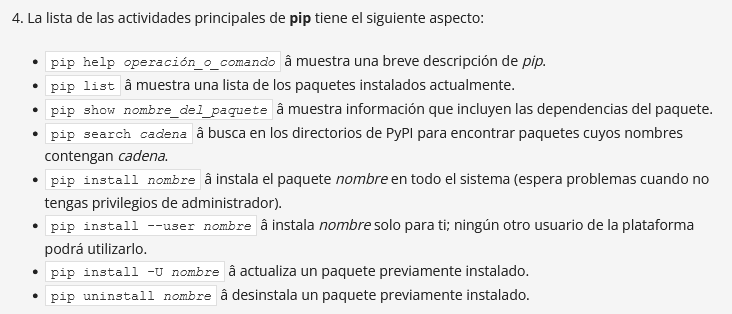 4. La lista de las actividades principales de pip tiene el siguiente aspecto:
• pip help operación_o_comando â muestra una breve descripción de pip.
• pip list â muestra una lista de los paquetes instalados actualmente.
• pip show nombre_del_paquete â muestra información que incluyen las dependencias del paquete.
• pip search cadena â busca en los directorios de PyPI para encontrar paquetes cuyos nombres
contengan cadena.
• pip install nombre â instala el paquete nombre en todo el sistema (espera problemas cuando no
tengas privilegios de administrador).
• pip install --user nombre â instala nombre solo para ti; ningún otro usuario de la plataforma
podrá utilizarlo.
• pip install -U nombre â actualiza un paquete previamente instalado.
• pip uninstall nombre â desinstala un paquete previamente instalado.